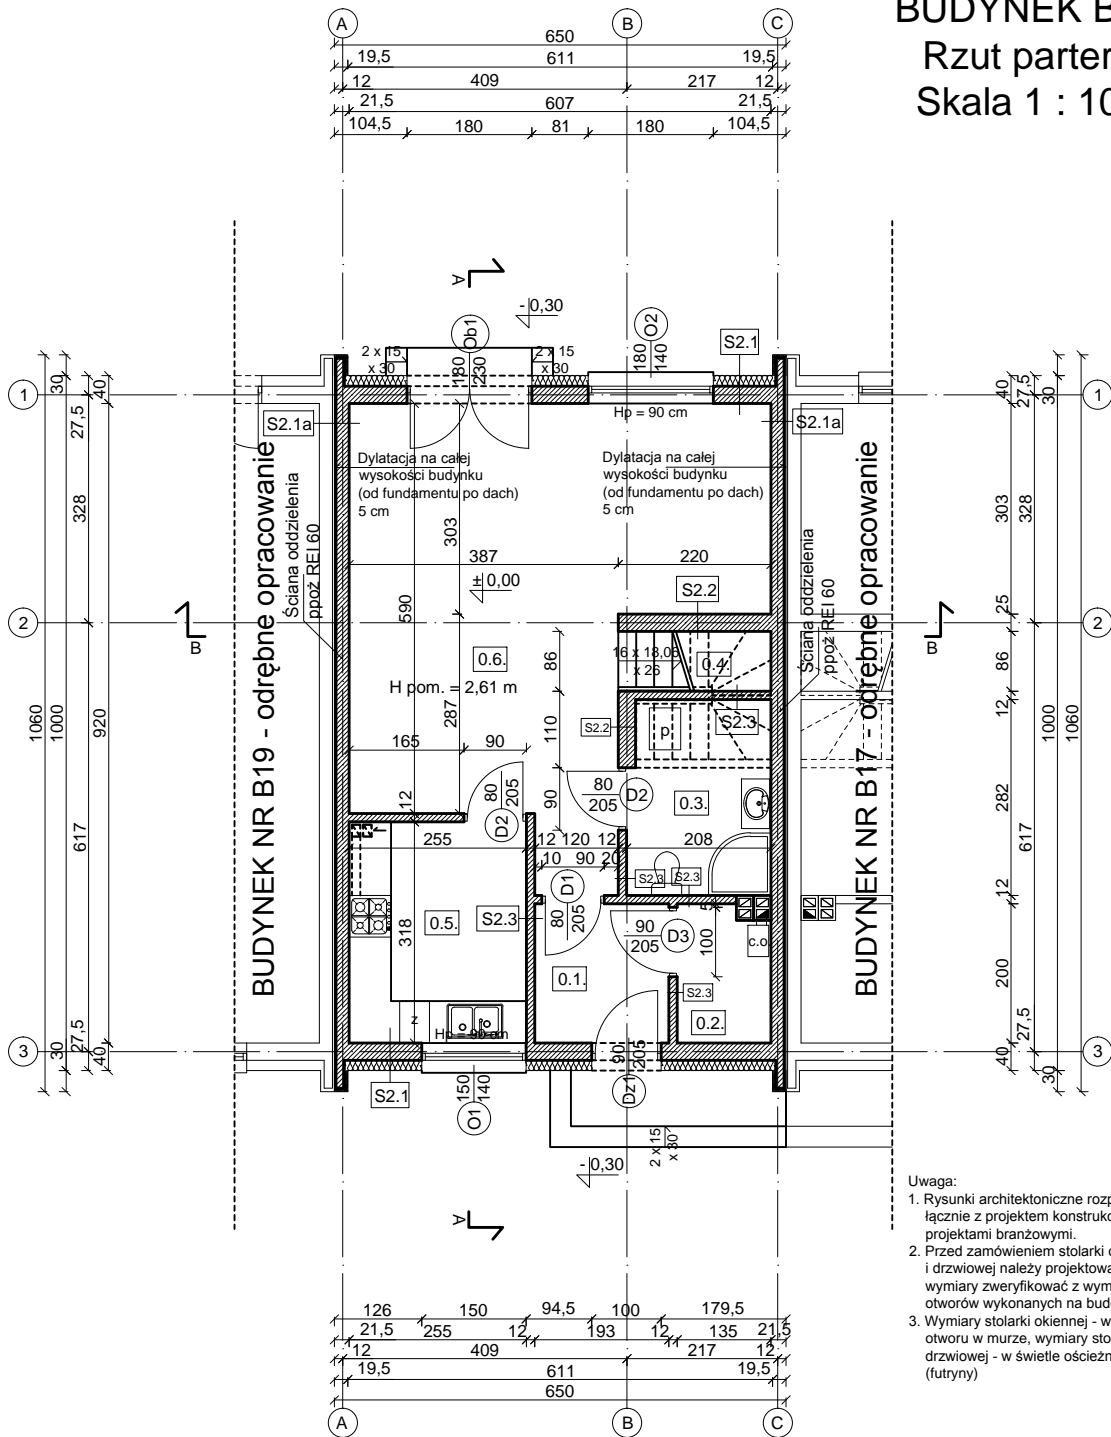 BUDYNEK B
Rzut parter
Skala 1 : 10
A
B
C
650
19,5
611
19,5
12
409
217
12
21,5
607
21,5
104,5
180
81
180
104,5
A
- 0,30
Ob1
180
230
2 x 15
x 30
2 x 15
x 30
O2
180
140
S2.1
Hp = 90 cm
1
1
S2.1a
S2.1a
Dylatacja na całej
wysokości budynku
(od fundamentu po dach)
5 cm
Dylatacja na całej
wysokości budynku
(od fundamentu po dach)
5 cm
BUDYNEK NR B19 - odrębne opracowanie
Ściana oddzielenia
ppoż REI 60
BUDYNEK NR B17 - odrębne opracowanie
Ściana oddzielenia
ppoż REI 60
1060
1000
920
30
40
27,5
328
617
27,5
30
40
40
303
25
86
12
282
12
200
40
27,5
328
617
27,5
30
1000
30
1060
303
387
220
± 0,00
590
S2.2
2
2
B
B
16 x 18,06
x 26
0.4.
0.6.
H pom. = 2,61 m
86
287
110
S2.2
p
S2.3
165
90
12
90
80
205
D2
80
205
D2
0.3.
255
12
120
12
208
10
90
20
D1
S2.3
S2.3
80
205
0.5.
318
S2.3
90
205
D3
5
100
c.o.
0.1.
S2.3
0.2.
z
Hp = 90 cm
90
205
Dz1
3
3
S2.1
150
140
O1
2 x 15
x 30
- 0,30
A
Uwaga:
1. Rysunki architektoniczne rozp
łącznie z projektem konstrukc
projektami branżowymi.
2. Przed zamówieniem stolarki o
i drzwiowej należy projektowa
wymiary zweryfikować z wym
otworów wykonanych na bud
3. Wymiary stolarki okiennej - w
otworu w murze, wymiary sto
drzwiowej - w świetle ościeżn
(futryny)
126
150
94,5
100
179,5
21,5
255
12
193
12
135
21,5
12
409
217
12
19,5
611
19,5
650
A
B
C